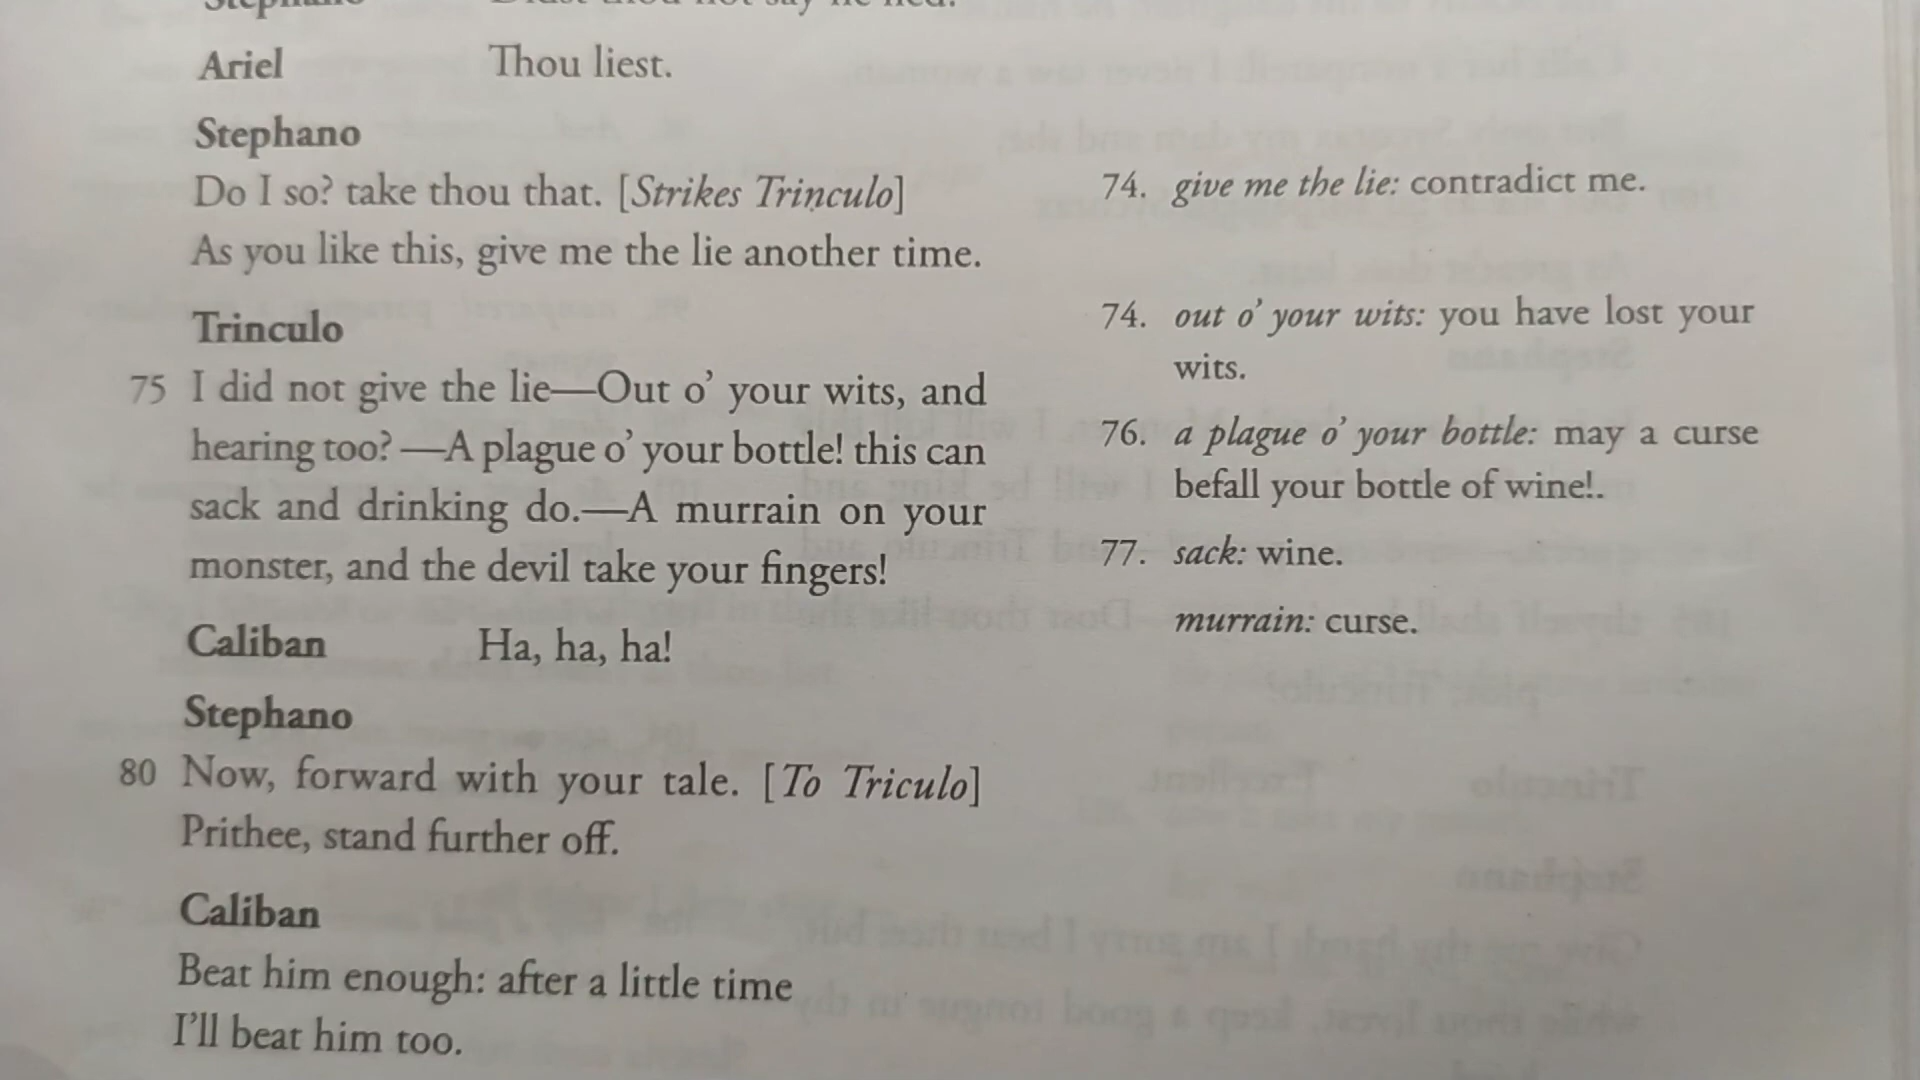 Ariel Thou liest.
Stephano
Do I so? take thou that. [Strikes Trinculo]
As you like this, give me the lie another time.
Trinculo
75 I did not give the lie—Out o' your wits, and
hearing too? —A plague o' your bottle! this can
sack and drinking do.—A murrain on your
monster, and the devil take your fingers!
Caliban Ha, ha, ha!
Stephano
80 Now, forward with your tale. [To Triculo]
Prithee, stand further off.
Caliban
Beat him enough: after a little time
I'll beat him too.
74. give me the lie: contradict me.
74. out o' your wits: you have lost your
wits.
76. a plague o' your bottle: may a curse
befall your bottle of wine!.
77. sack: wine.
murrain: curse.